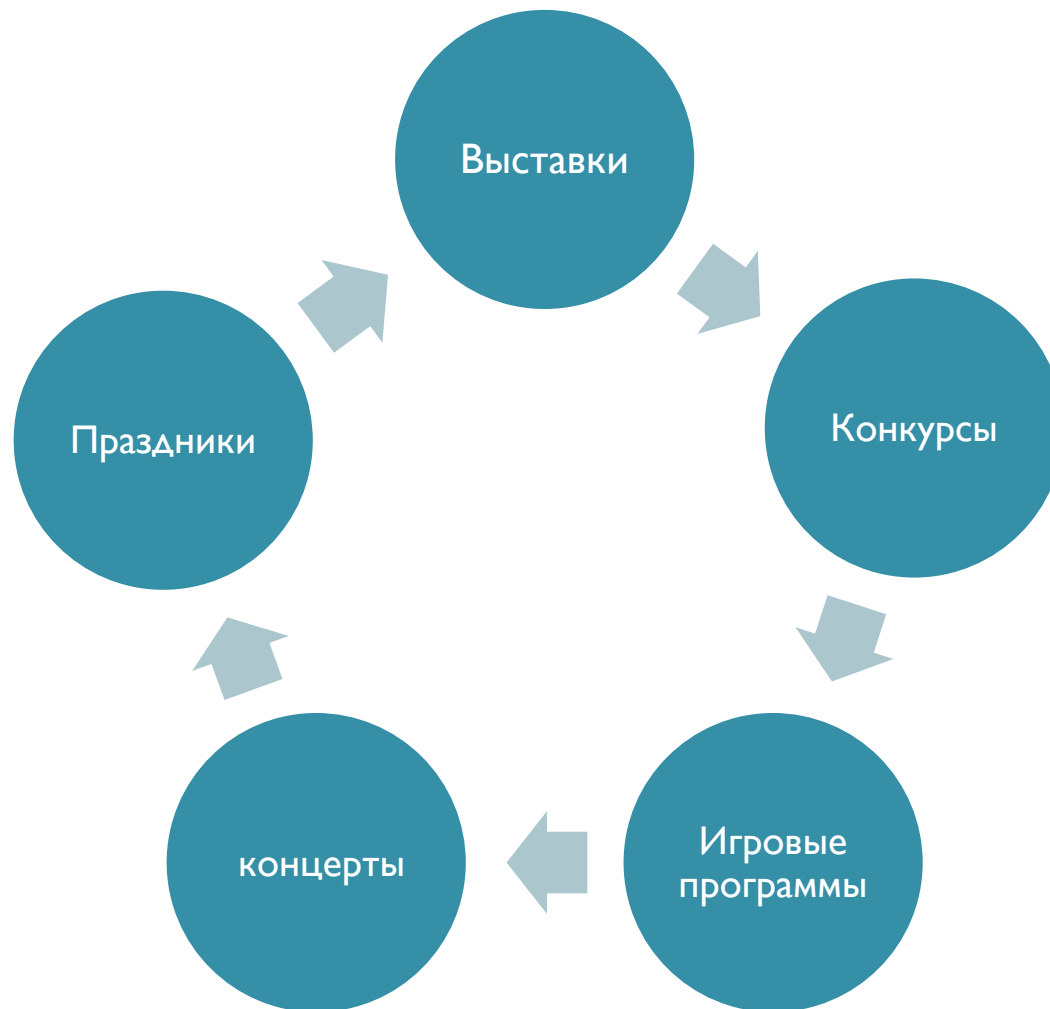 Выставки
Конкурсы
Игровые
программы
концерты
Праздники